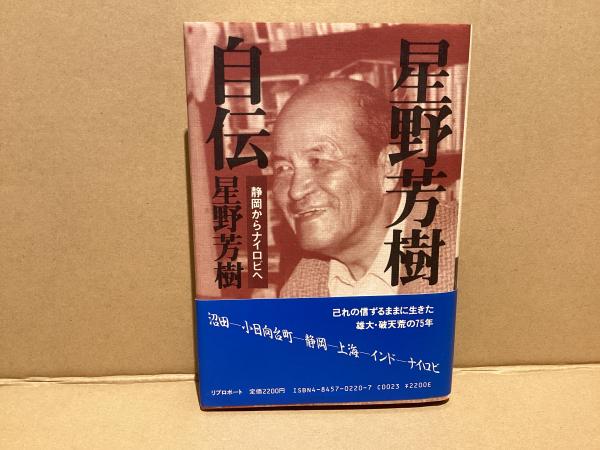 星野芳樹
自伝
星野芳樹
静岡からナイロビへ
己れの信ずるままに生きた
雄大・破天荒の75年
沼田―小日向台町―静岡―上海―インド―ナイロビ
リブロポート 定価2200円 ISBN4-8457-0220-7 C0023 ¥2200E